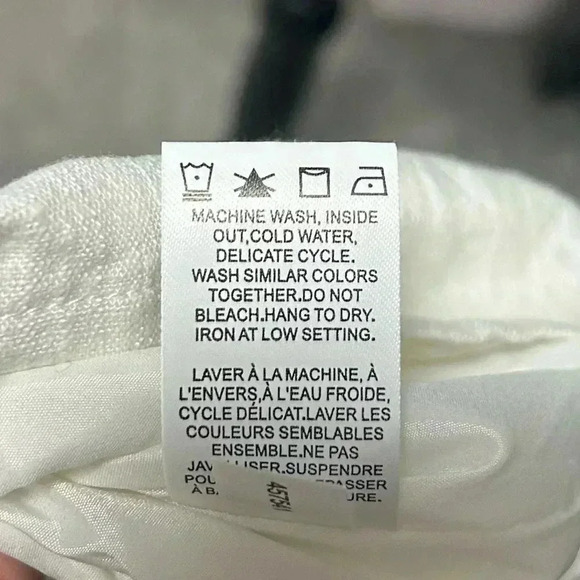 MACHINE WASH, INSIDE
OUT,COLD WATER,
DELICATE CYCLE.
WASH SIMILAR COLORS
TOGETHER.DO NOT
BLEACH.HANG TO DRY.
IRON AT LOW SETTING.
LAVER À LA MACHINE, À
L'ENVERS,À L'EAU FROIDE,
CYCLE DÉLICAT.LAVER LES
COULEURS SEMBLABLES
ENSEMBLE.NE PAS
SUSPENDRE